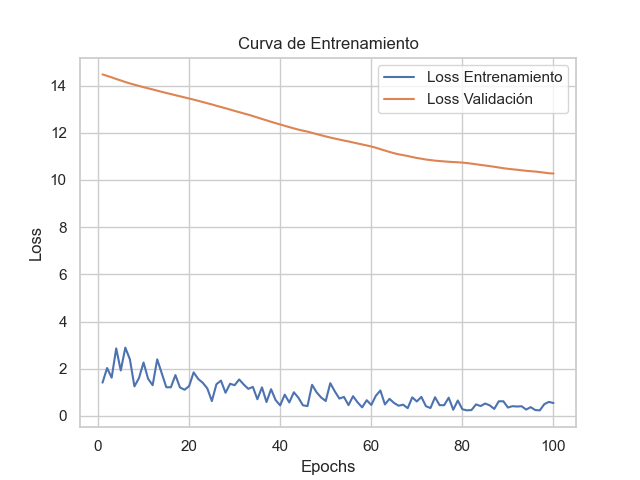 Curva de Entrenamiento
Loss Entrenamiento
Loss Validación
Loss
14
12
10
8
6
4
2
0
0 20 40 60 80 100
Epochs